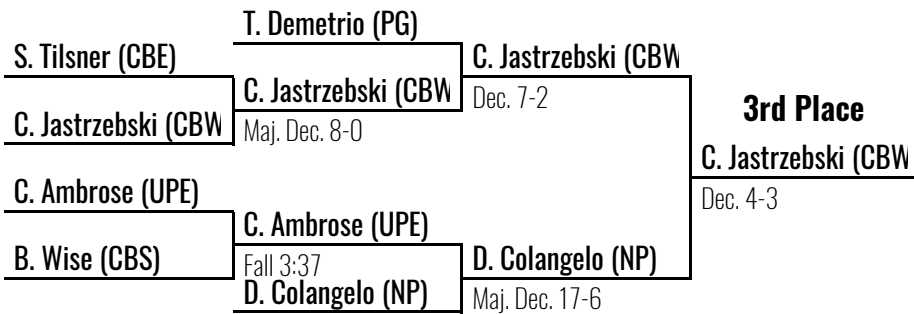 T. Demetrio (PG)
S. Tilsner (CBE)
C. Jastrzebski (CBW
C. Jastrzebski (CBW
Dec. 7-2
3rd Place
C. Jastrzebski (CBW
Maj. Dec. 8-0
C. Jastrzebski (CBW
Dec. 4-3
C. Ambrose (UPE)
C. Ambrose (UPE)
B. Wise (CBS)
Fall 3:37
D. Colangelo (NP)
D. Colangelo (NP)
Maj. Dec. 17-6